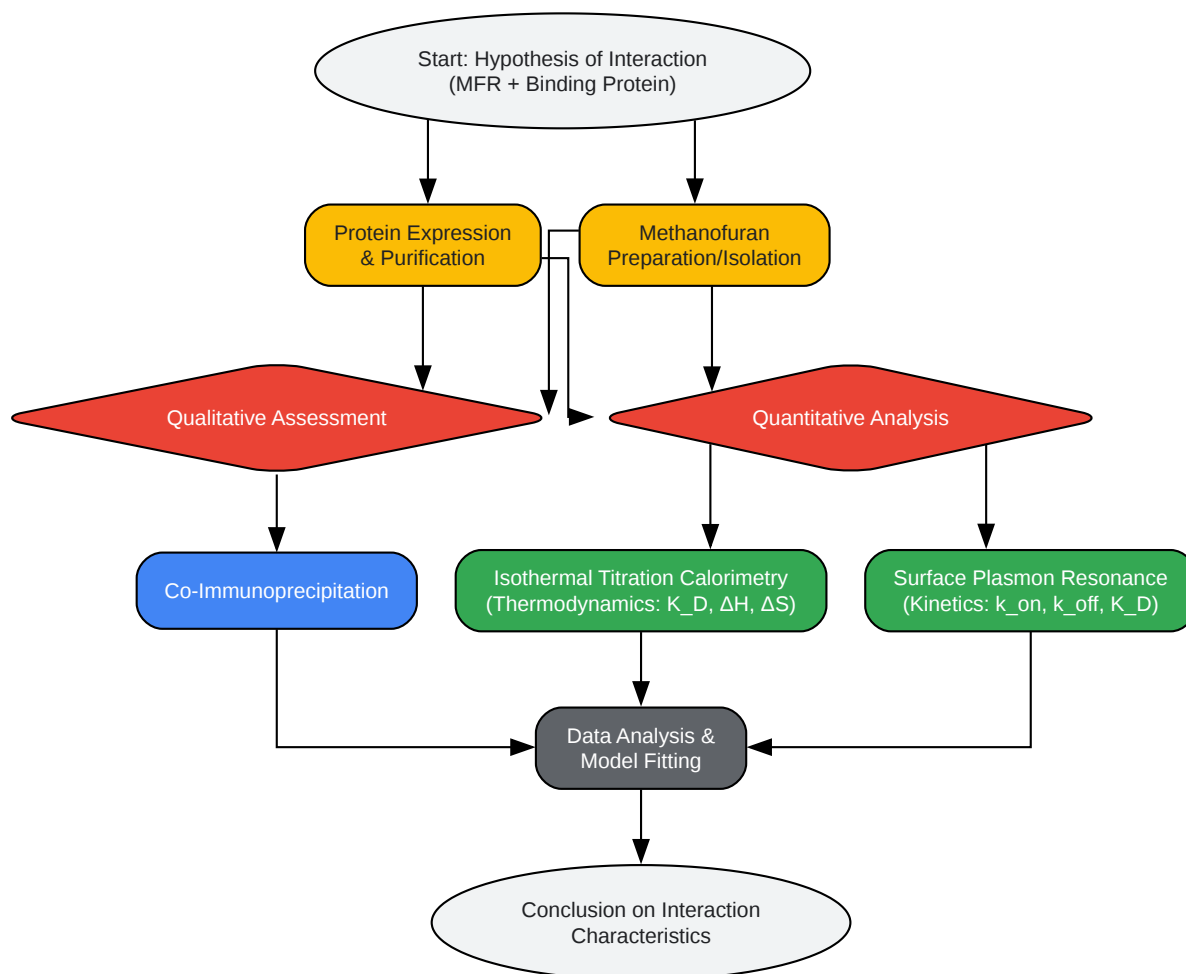 Start: Hypothesis of Interaction
(MFR + Binding Protein)
Protein Expression
& Purification
Methanofuran
Preparation/Isolation
Qualitative Assessment
Quantitative Analysis
Co-Immunoprecipitation
Isothermal Titration Calorimetry
(Thermodynamics: K_D, ΔH, ΔS)
Surface Plasmon Resonance
(Kinetics: k_on, k_off, K_D)
Data Analysis &
Model Fitting
Conclusion on Interaction
Characteristics